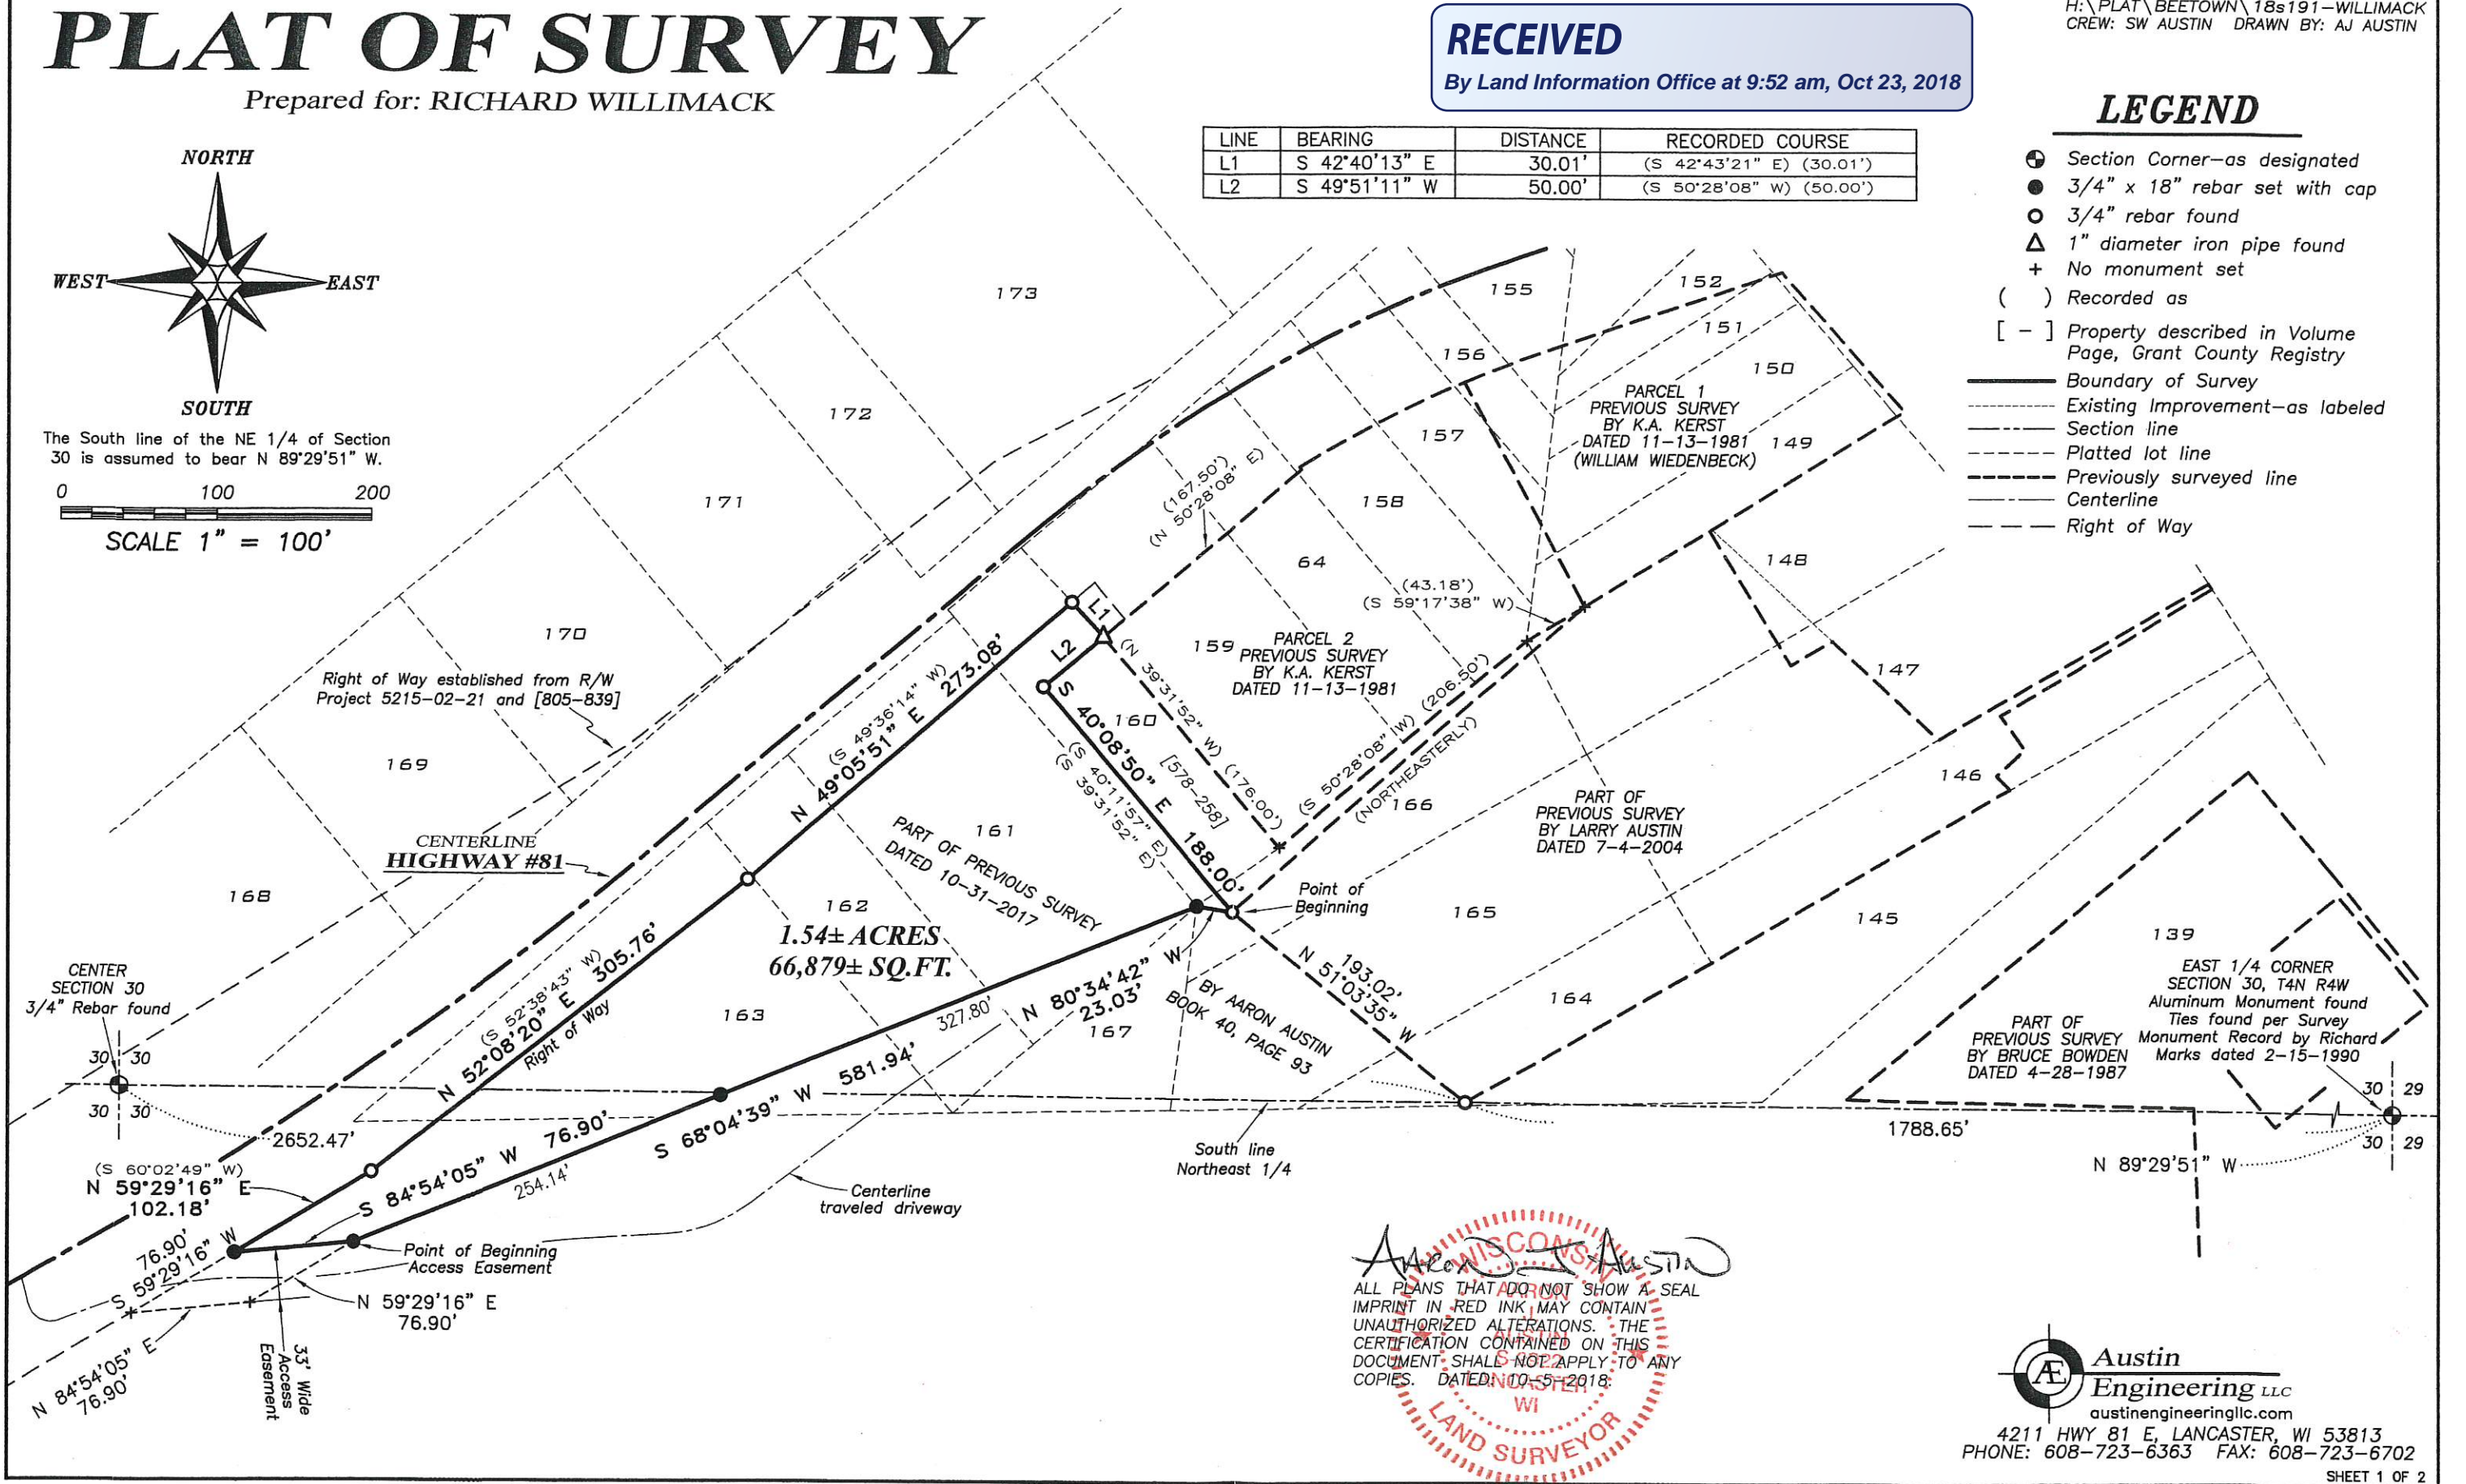 PLAT OF SURVEY
Prepared for: RICHARD WILLIMACK
RECEIVED
By Land Information Office at 9:52 am, Oct 23, 2018
H:\PLAT\BEETOWN\18s191-WILLIMACK
CREW: SW AUSTIN DRAWN BY: AJ AUSTIN
NORTH
WEST
EAST
SOUTH
The South line of the NE 1/4 of Section
30 is assumed to bear N 89°29'51" W.
0 100 200
SCALE 1" = 100'
LINE BEARING DISTANCE RECORDED COURSE
L1 S 42°40'13" E 30.01' (S 42°43'21" E) (30.01')
L2 S 49°51'11" W 50.00' (S 50°28'08" W) (50.00')
LEGEND
Section Corner-as designated
3/4" x 18" rebar set with cap
3/4" rebar found
1" diameter iron pipe found
+ No monument set
( ) Recorded as
[ - ] Property described in Volume
Page, Grant County Registry
Boundary of Survey
Existing Improvement-as labeled
Section line
Platted lot line
Previously surveyed line
Centerline
Right of Way
173
172
171
170
169
168
155
152
151
150
156
157
149
158
64
148
159
147
160
146
161
166
162
165
145
139
163
167
164
PARCEL 1
PREVIOUS SURVEY
BY K.A. KERST
DATED 11-13-1981
(WILLIAM WIEDENBECK)
(167.50')
(N 50°28'08" E)
(43.18')
(S 59°17'38" W)
PARCEL 2
PREVIOUS SURVEY
BY K.A. KERST
DATED 11-13-1981
L1
L2
(N 39°31'52" W) (176.00')
(S 50°28'08" W) (206.50')
(NORTHEASTERLY)
Right of Way established from R/W
Project 5215-02-21 and [805-839]
(S 49°36'14" W)
N 49°05'51" E 273.08'
S 40°08'50" E 188.00'
(S 40°11'57" E)
(S 39°31'52" E)
[578-258]
CENTERLINE
HIGHWAY #81
PART OF PREVIOUS SURVEY
DATED 10-31-2017
BY AARON AUSTIN
BOOK 40, PAGE 93
PART OF
PREVIOUS SURVEY
BY LARRY AUSTIN
DATED 7-4-2004
Point of
Beginning
1.54± ACRES
66,879± SQ.FT.
(S 52°38'43" W)
N 52°08'20" E 305.76'
Right of Way
327.80'
N 80°34'42" W
23.03'
193.02'
N 51°03'35" W
CENTER
SECTION 30
3/4" Rebar found
30 30
30 30
2652.47'
EAST 1/4 CORNER
SECTION 30, T4N R4W
Aluminum Monument found
Ties found per Survey
Monument Record by Richard
Marks dated 2-15-1990
PART OF
PREVIOUS SURVEY
BY BRUCE BOWDEN
DATED 4-28-1987
30 29
30 29
1788.65'
N 89°29'51" W
South line
Northeast 1/4
(S 60°02'49" W)
N 59°29'16" E
102.18'
S 84°54'05" W 76.90'
254.14'
S 68°04'39" W 581.94'
Centerline
traveled driveway
76.90'
S 59°29'16" W
Point of Beginning
Access Easement
N 59°29'16" E
76.90'
N 84°54'05" E
76.90'
33' Wide
Access
Easement
Aaron J Austin
ALL PLANS THAT DO NOT SHOW A SEAL
IMPRINT IN RED INK MAY CONTAIN
UNAUTHORIZED ALTERATIONS. THE
CERTIFICATION CONTAINED ON THIS
DOCUMENT SHALL NOT APPLY TO ANY
COPIES. DATED: 10-5-2018.
WISCONSIN
AARON
J
AUSTIN
LANCASTER
WI
LAND SURVEYOR
AE
Austin
Engineering LLC
austinengineeringllc.com
4211 HWY 81 E, LANCASTER, WI 53813
PHONE: 608-723-6363 FAX: 608-723-6702
SHEET 1 OF 2